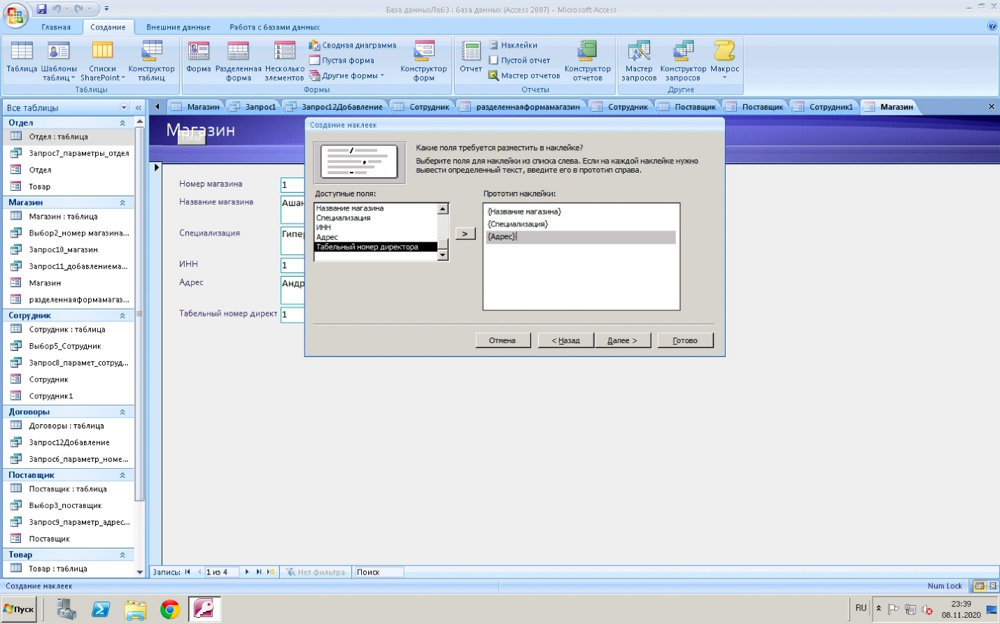 База данныхЛаб3 : база данных (Access 2007) - Microsoft Access
Главная Создание Внешние данные Работа с базами данных
Таблица
Шаблоны таблиц
Списки SharePoint
Конструктор таблиц
Таблицы
Форма
Разделенная форма
Несколько элементов
Сводная диаграмма
Пустая форма
Другие формы
Конструктор форм
Формы
Отчет
Наклейки
Пустой отчет
Мастер отчетов
Конструктор отчетов
Отчеты
Мастер запросов
Конструктор запросов
Макрос
Другие
Все таблицы
«
Магазин Запрос1 Запрос12Добавление Сотрудник разделеннаяформамагазин Сотрудник Поставщик Поставщик Сотрудник1 Магазин
Отдел
Отдел : таблица
Запрос7_параметры_отдел
Отдел
Товар
Магазин
Магазин : таблица
Выбор2_номер магазина...
Запрос10_магазин
Запрос11_добавлениема...
Магазин
разделеннаяформамагаз...
Сотрудник
Сотрудник : таблица
Выбор5_Сотрудник
Запрос8_парамет_сотруд...
Сотрудник
Сотрудник1
Договоры
Договоры : таблица
Запрос12Добавление
Запрос6_параметр_номе...
Поставщик
Поставщик : таблица
Выбор3_поставщик
Запрос9_параметр_адрес...
Поставщик
Товар
Товар : таблица
Магазин
Товар
Номер магазина 1
Название магазина Ашан
Специализация Гипе
ИНН 1
Адрес Андр
Табельный номер директ 1
Создание наклеек
Какие поля требуется разместить в наклейке?
Выберите поля для наклейки из списка слева. Если на каждой наклейке нужно
вывести определенный текст, введите его в прототип справа.
Доступные поля:
Название магазина
Специализация
ИНН
Адрес
Табельный номер директора
>
Прототип наклейки:
{Название магазина}
{Специализация}
{Адрес}
Отмена < Назад Далее > Готово
Запись: 1 из 4 Нет фильтра Поиск
Создание наклеек Num Lock
Пуск RU 23:39
08.11.2020